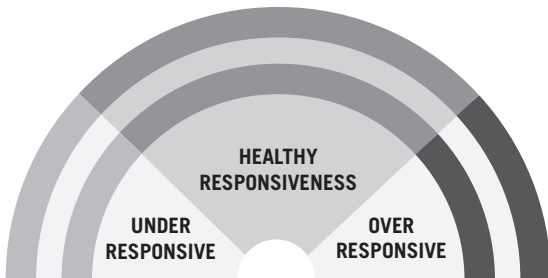 HEALTHY
RESPONSIVENESS
UNDER
RESPONSIVE
OVER
RESPONSIVE